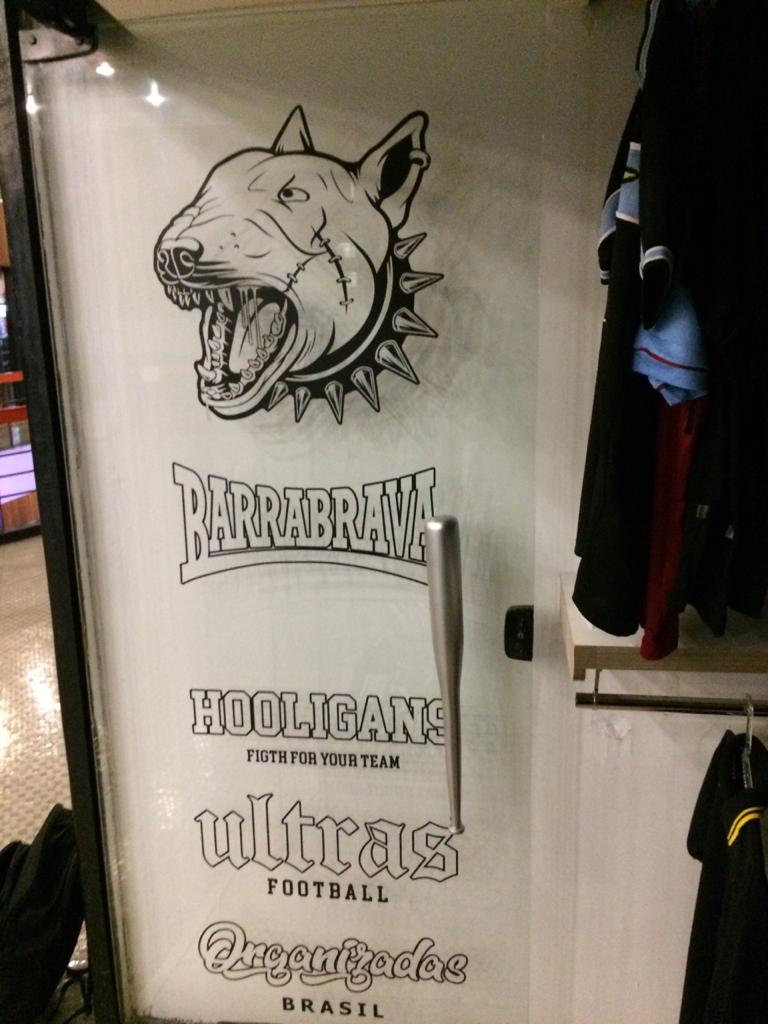 BARRABRAVA
HOOLIGANS
FIGTH FOR YOUR TEAM
ultras
FOOTBALL
Organizadas
BRASIL